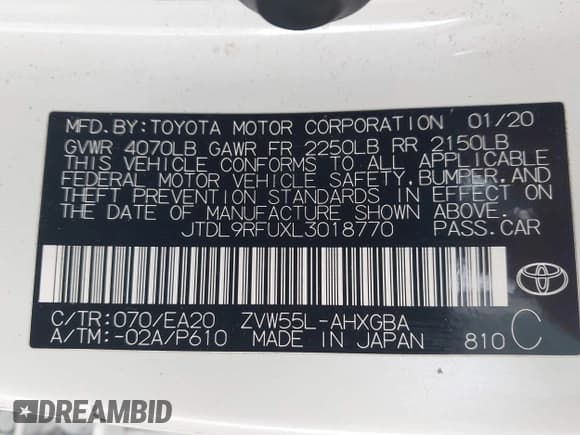 MFD.BY:TOYOTA MOTOR CORPORATION 01/20
GVWR 4070LB GAWR FR 2250LB RR 2150LB
THIS VEHICLE CONFORMS TO ALL APPLICABLE
FEDERAL MOTOR VEHICLE SAFETY,BUMPER,AND
THEFT PREVENTION STANDARDS IN EFFECT ON
THE DATE OF MANUFACTURE SHOWN ABOVE.
JTDL9RFUXL3018770 PASS.CAR
C/TR:070/EA20 ZVW55L-AHXGBA
A/TM:-02A/P610 MADE IN JAPAN 810 C
DREAMBID